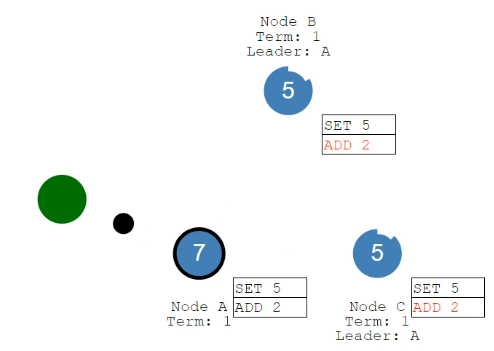 Node B
Term: 1
Leader: A
5
SET 5
ADD 2
7
SET 5
ADD 2
Node A
Term: 1
5
SET 5
ADD 2
Node C
Term: 1
Leader: A